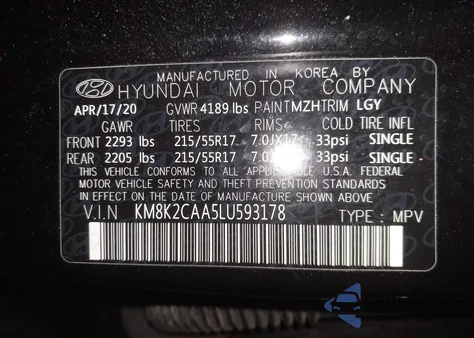 MANUFACTURED IN KOREA BY
HYUNDAI MOTOR COMPANY
APR/17/20 GVWR 4189 lbs PAINT MZH TRIM LGY
GAWR TIRES RIMS COLD TIRE INFL
FRONT 2293 lbs 215/55R17 7.0JX17 33psi SINGLE
REAR 2205 lbs 215/55R17 33psi SINGLE
THIS VEHICLE CONFORMS TO ALL APPLICABLE U.S.A. FEDERAL
MOTOR VEHICLE SAFETY AND THEFT PREVENTION STANDARDS
IN EFFECT ON THE DATE OF MANUFACTURE SHOWN ABOVE
V.I.N KM8K2CAA5LU593178 TYPE : MPV